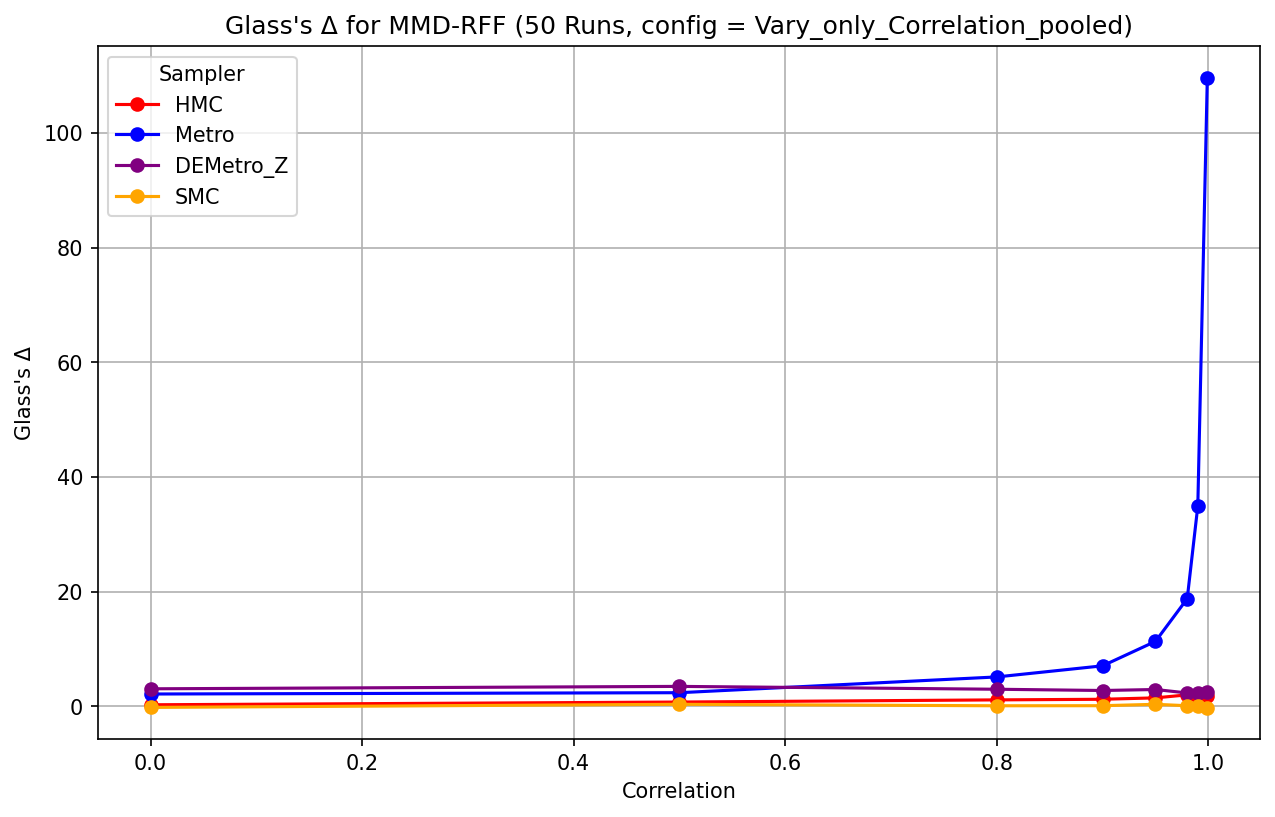 Glass's Δ for MMD-RFF (50 Runs, config = Vary_only_Correlation_pooled)
Sampler
HMC
Metro
DEMetro_Z
SMC
Glass's Δ
100
80
60
40
20
0
0.0 0.2 0.4 0.6 0.8 1.0
Correlation